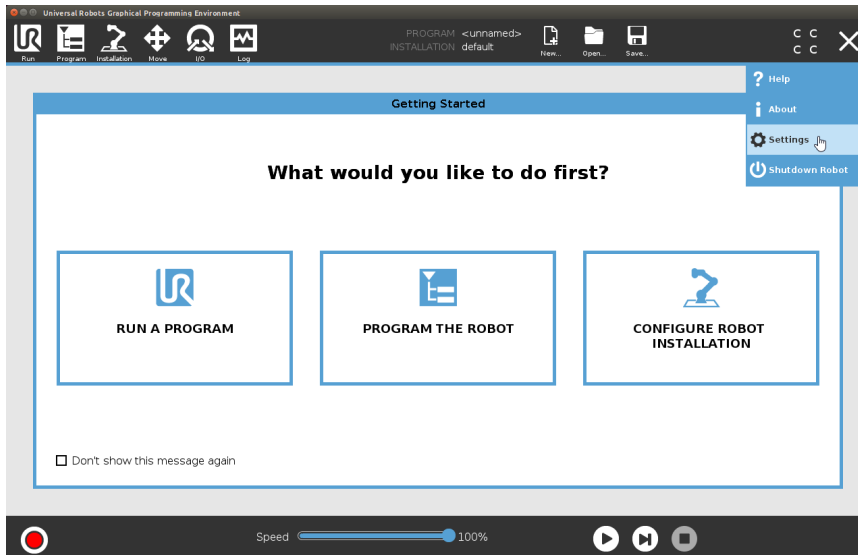 Universal Robots Graphical Programming Environment
PROGRAM <unnamed>
INSTALLATION default
C C
C C
Run Program Installation Move I/O Log New... Open... Save...
Help
About
Settings
Shutdown Robot
Getting Started
What would you like to do first?
RUN A PROGRAM
PROGRAM THE ROBOT
CONFIGURE ROBOT
INSTALLATION
Don't show this message again
Speed 100%